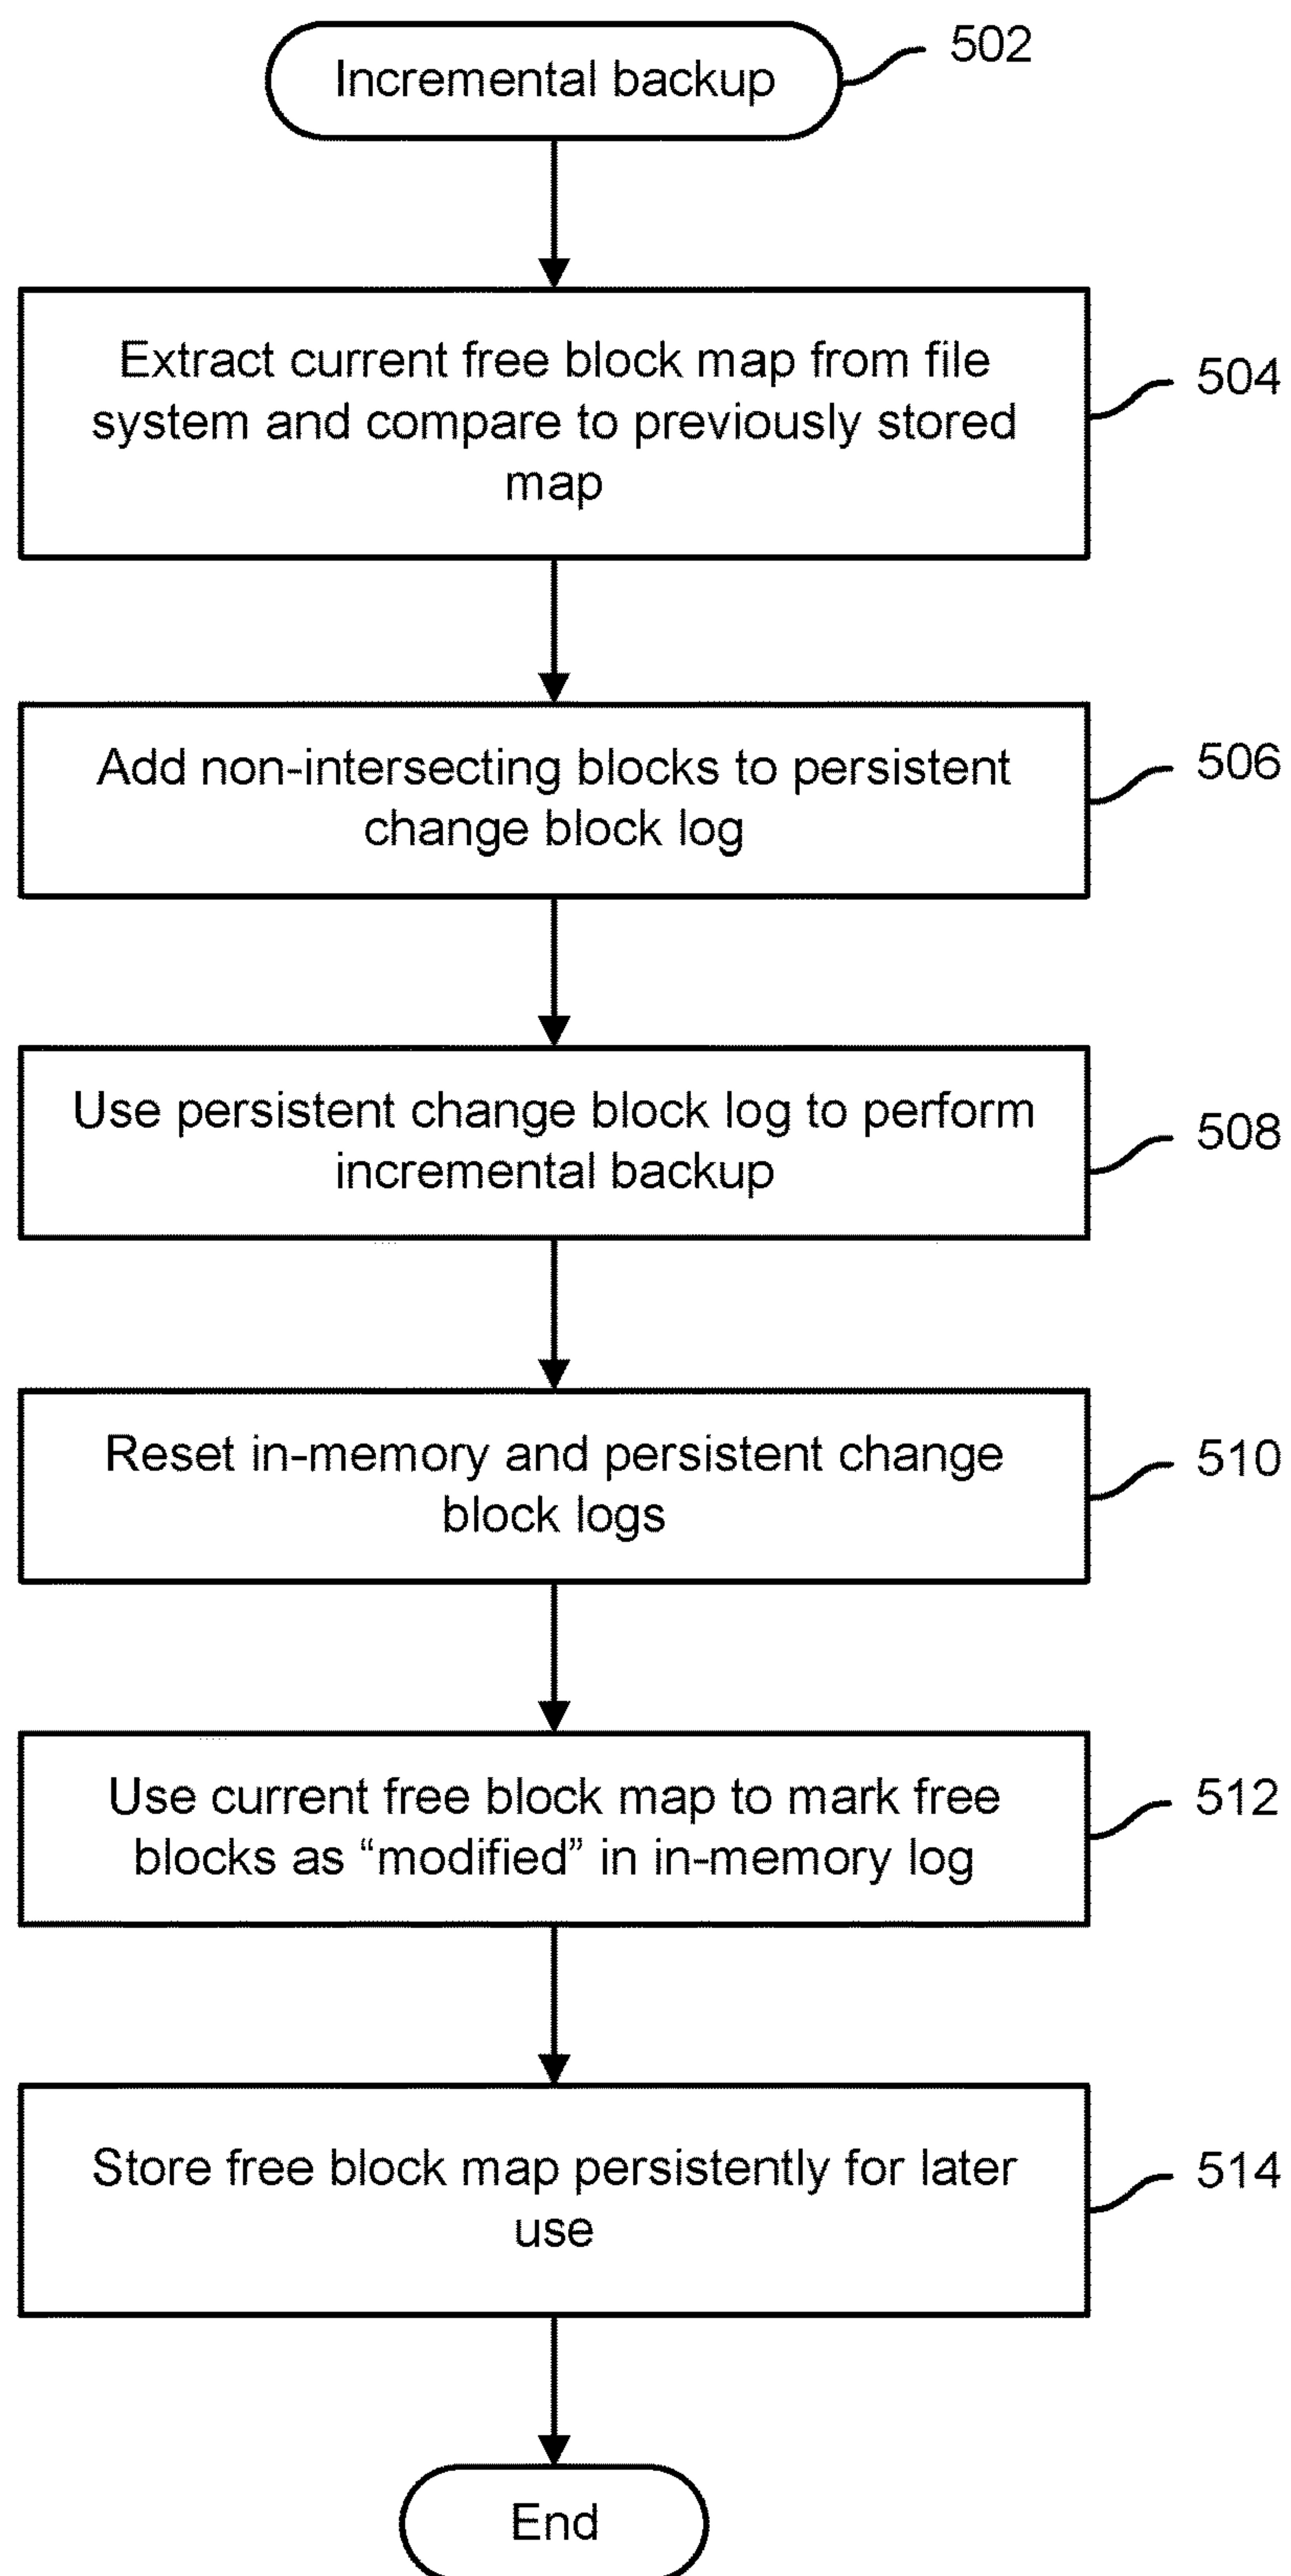 Incremental backup
502
Extract current free block map from file
system and compare to previously stored
map
504
Add non-intersecting blocks to persistent
change block log
506
Use persistent change block log to perform
incremental backup
508
Reset in-memory and persistent change
block logs
510
Use current free block map to mark free
blocks as “modified” in in-memory log
512
Store free block map persistently for later
use
514
End